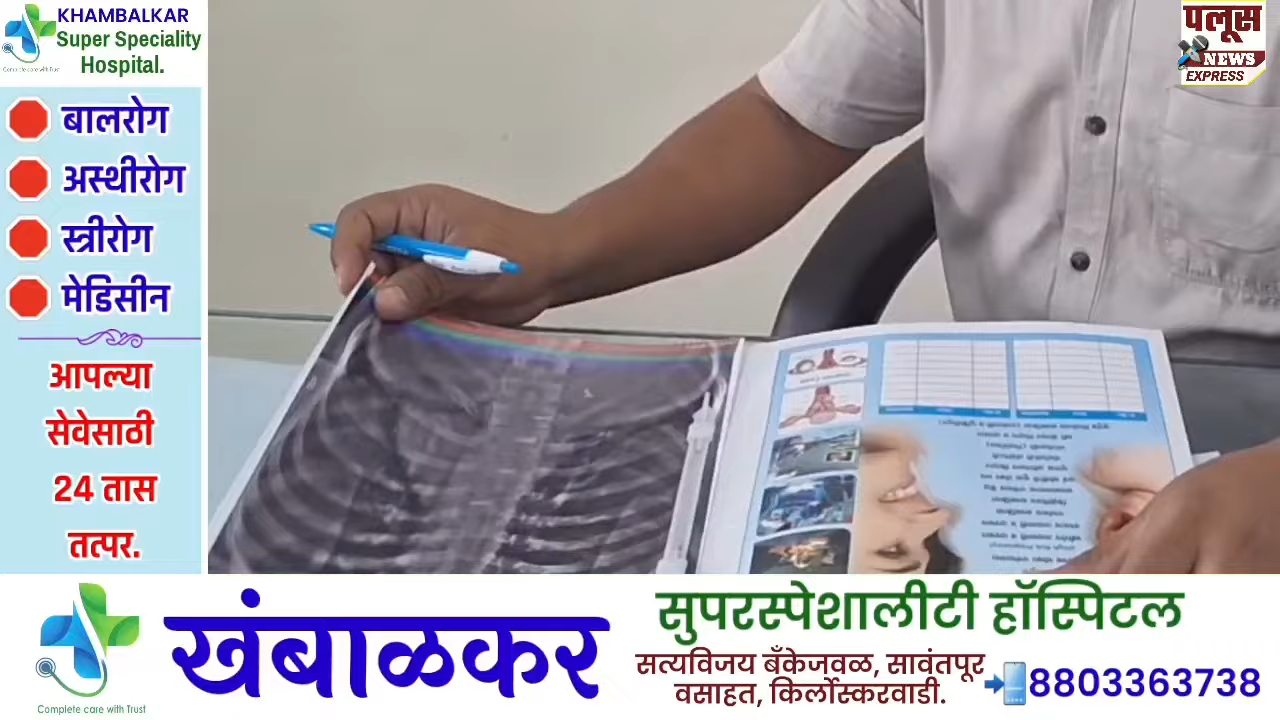 KHAMBALKAR
Super Speciality
Hospital.
Complete care with Trust
बालरोग
अस्थीरोग
स्त्रीरोग
मेडिसीन
आपल्या
सेवेसाठी
24 तास
तत्पर.
पलूस
NEWS
EXPRESS
खंबाळकर
Complete care with Trust
सुपरस्पेशालीटी हॉस्पिटल
सत्यविजय बँकेजवळ, सावंतपूर
वसाहत, किर्लोस्करवाडी.
8803363738